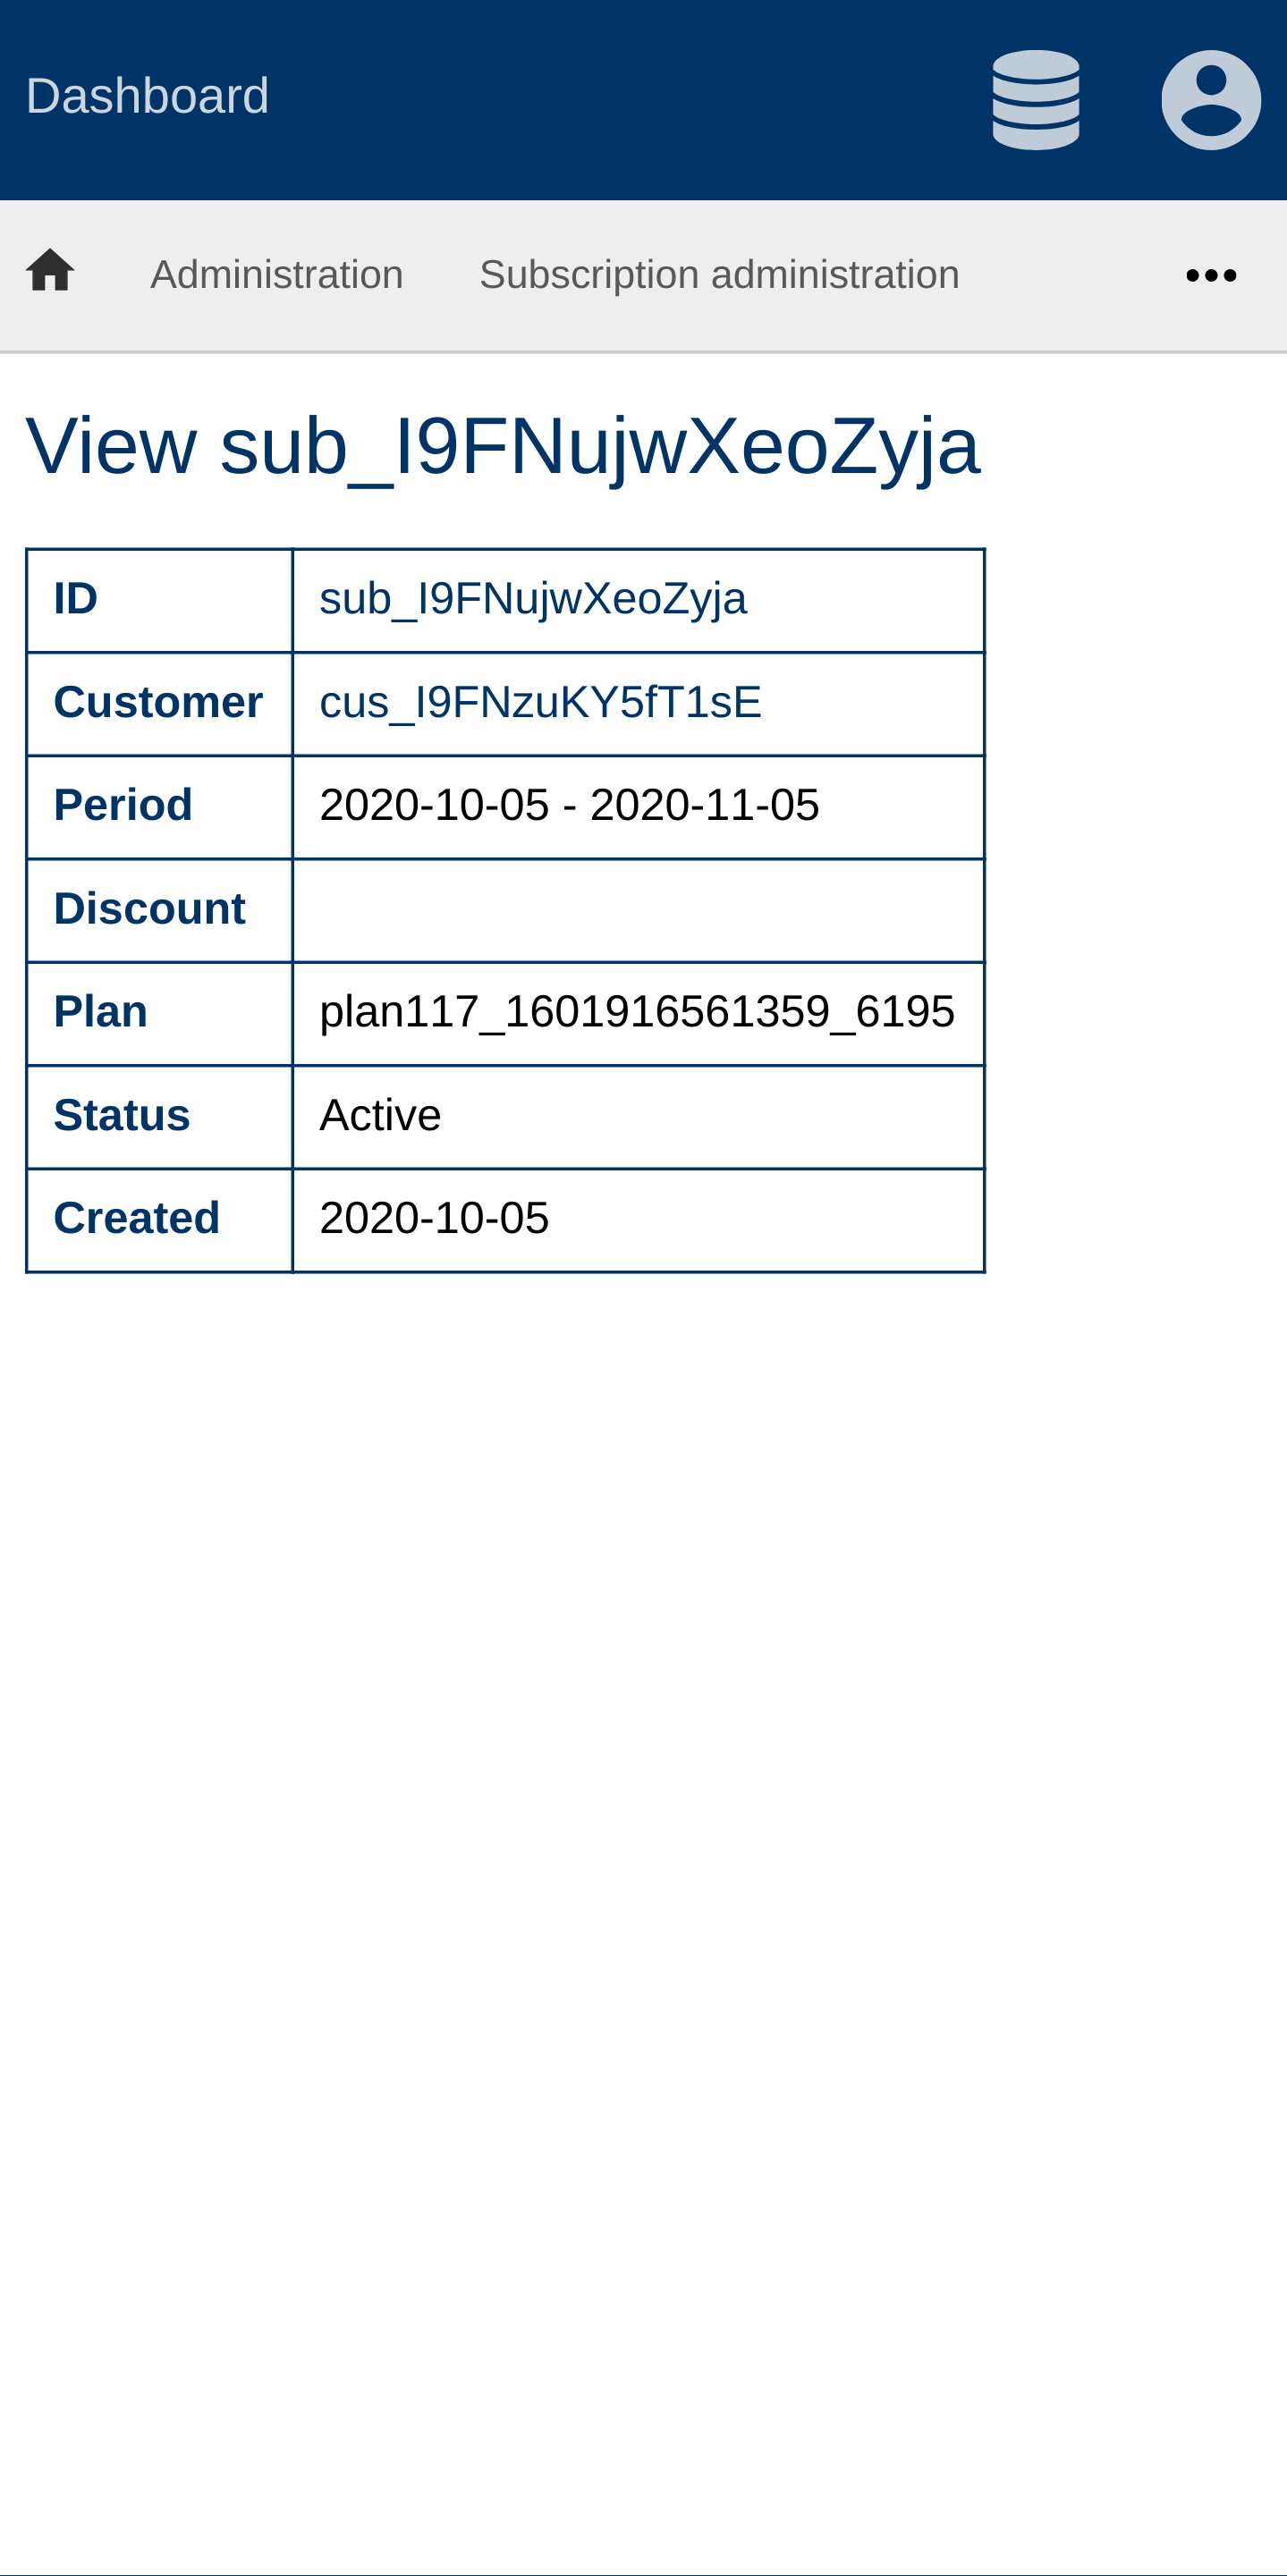 Dashboard
Administration Subscription administration
View sub_I9FNujwXeoZyja
ID sub_I9FNujwXeoZyja
Customer cus_I9FNzuKY5fT1sE
Period 2020-10-05 - 2020-11-05
Discount
Plan plan117_1601916561359_6195
Status Active
Created 2020-10-05